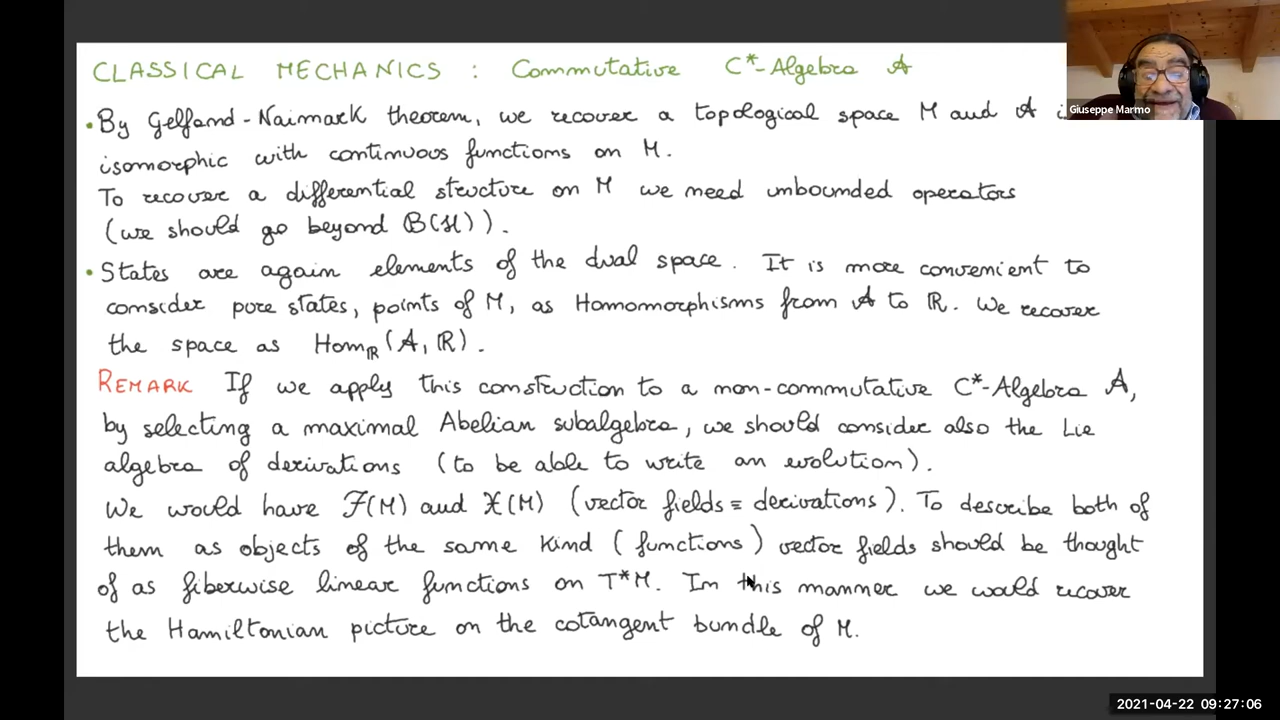 CLASSICAL MECHANICS : Commutative C*-Algebra A
• By Gelfand-Naimark theorem, we recover a topological space M and A i
isomorphic with continuous functions on M.
To recover a differential structure on M we need unbounded operators
(we should go beyond B(H)).
• States are again elements of the dual space. It is more convenient to
consider pure states, points of M, as Homomorphisms from A to ℝ. We recover
the space as Homℝ(A, ℝ).
REMARK If we apply this construction to a non-commutative C*-Algebra A,
by selecting a maximal Abelian subalgebra, we should consider also the Lie
algebra of derivations (to be able to write an evolution).
We would have F(M) and X(M) (vector fields ≡ derivations). To describe both of
them as objects of the same kind (functions) vector fields should be thought
of as fiberwise linear functions on T*M. In this manner we would recover
the Hamiltonian picture on the cotangent bundle of M.
Giuseppe Marmo
2021-04-22 09:27:06